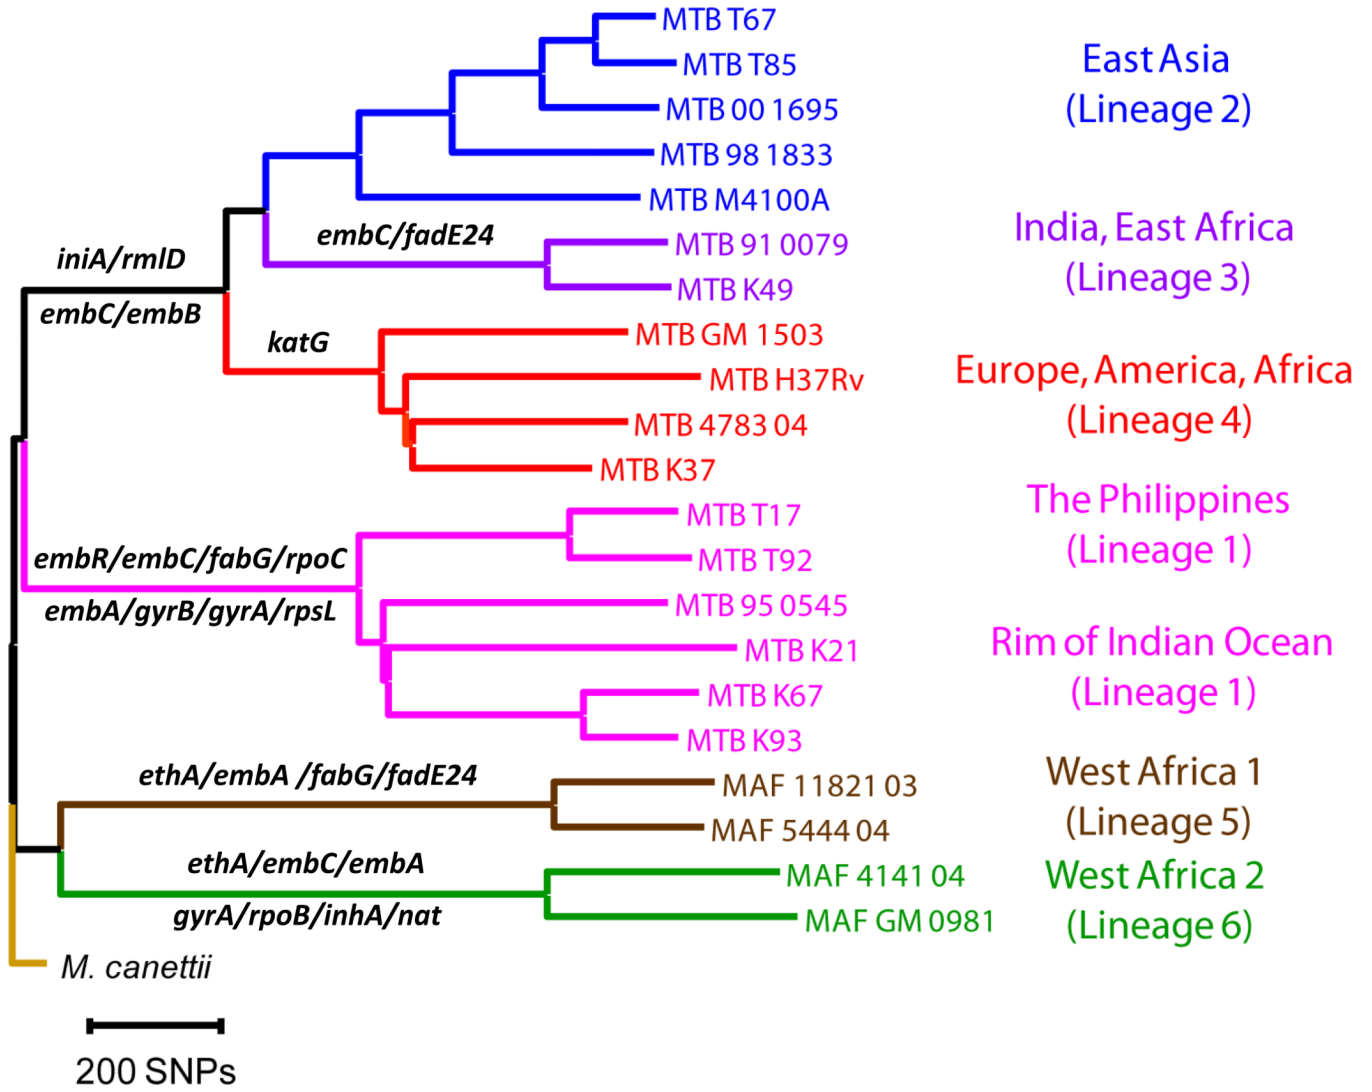 MTB T67
MTB T85
MTB 00 1695
MTB 98 1833
MTB M4100A
East Asia
(Lineage 2)
embC/fadE24
MTB 91 0079
MTB K49
India, East Africa
(Lineage 3)
iniA/rmlD
embC/embB
katG
MTB GM 1503
MTB H37Rv
MTB 4783 04
MTB K37
Europe, America, Africa
(Lineage 4)
MTB T17
MTB T92
The Philippines
(Lineage 1)
embR/embC/fabG/rpoC
embA/gyrB/gyrA/rpsL
MTB 95 0545
MTB K21
MTB K67
MTB K93
Rim of Indian Ocean
(Lineage 1)
ethA/embA /fabG/fadE24
MAF 11821 03
MAF 5444 04
West Africa 1
(Lineage 5)
ethA/embC/embA
gyrA/rpoB/inhA/nat
MAF 4141 04
MAF GM 0981
West Africa 2
(Lineage 6)
M. canettii
200 SNPs